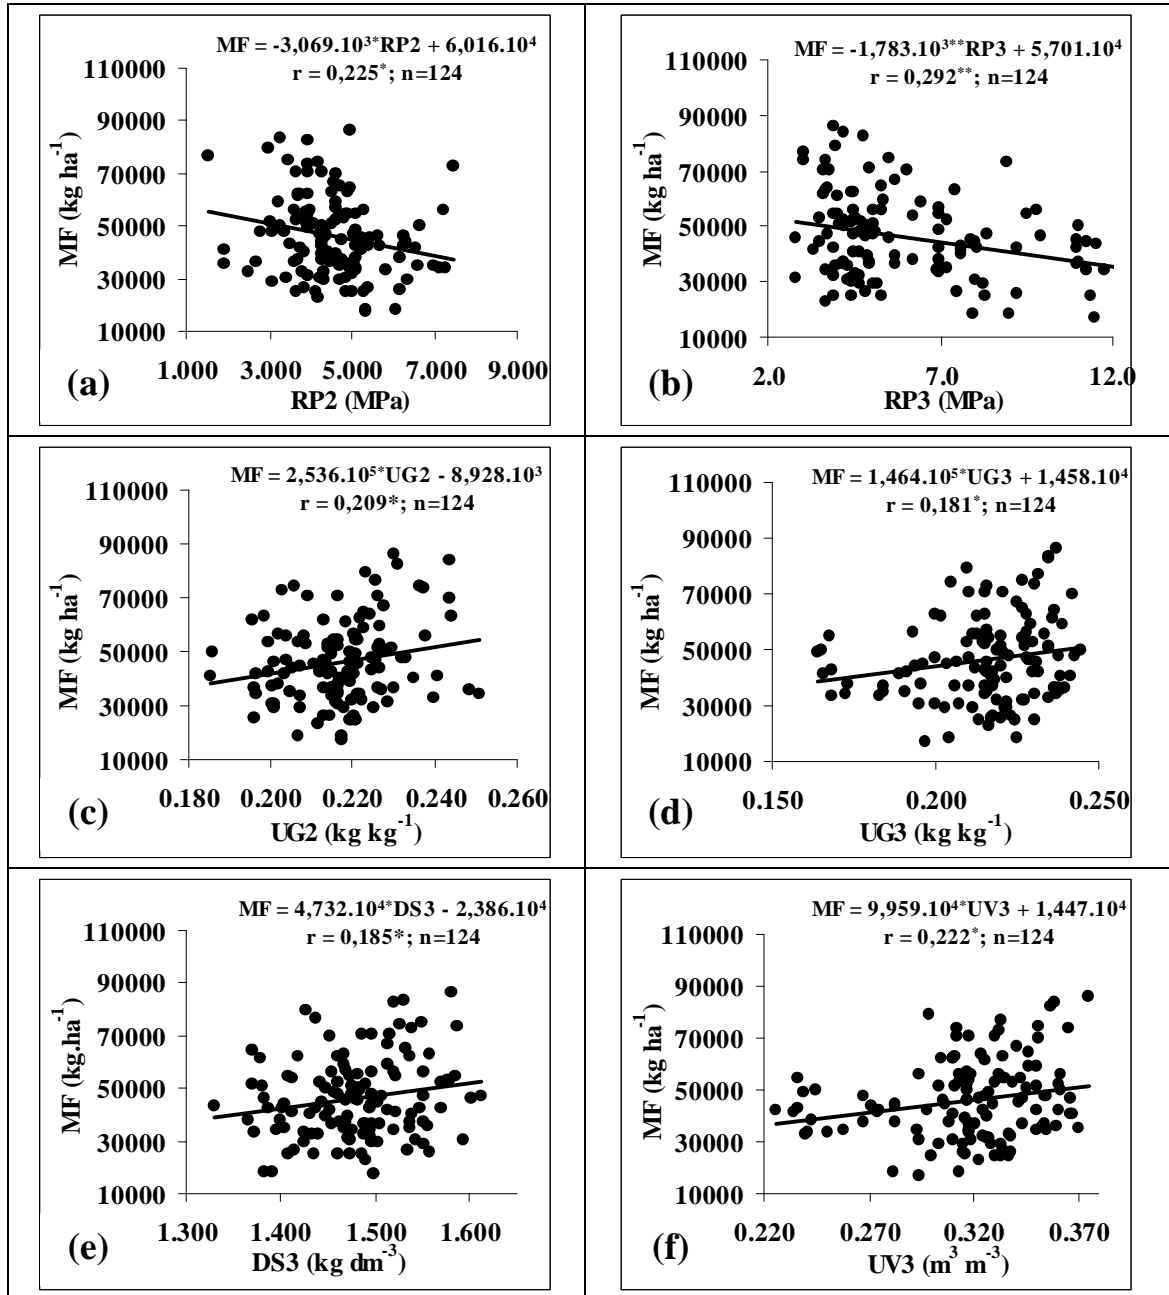 MF = -3,069.10³*RP2 + 6,016.10⁴
r = 0,225*; n=124
110000
90000
70000
50000
30000
10000
MF (kg ha⁻¹)
1.000 3.000 5.000 7.000 9.000
(a) RP2 (MPa)
MF = -1,783.10³**RP3 + 5,701.10⁴
r = 0,292**; n=124
110000
90000
70000
50000
30000
10000
MF (kg ha⁻¹)
2.0 7.0 12.0
(b) RP3 (MPa)
MF = 2,536.10⁵*UG2 - 8,928.10³
r = 0,209*; n=124
110000
90000
70000
50000
30000
10000
MF (kg ha⁻¹)
0.180 0.200 0.220 0.240 0.260
(c) UG2 (kg kg⁻¹)
MF = 1,464.10⁵*UG3 + 1,458.10⁴
r = 0,181*; n=124
110000
90000
70000
50000
30000
10000
MF (kg ha⁻¹)
0.150 0.200 0.250
(d) UG3 (kg kg⁻¹)
MF = 4,732.10⁴*DS3 - 2,386.10⁴
r = 0,185*; n=124
110000
90000
70000
50000
30000
10000
MF (kg.ha⁻¹)
1.330 1.400 1.500 1.600
(e) DS3 (kg dm⁻³)
MF = 9,959.10⁴*UV3 + 1,447.10⁴
r = 0,222*; n=124
110000
90000
70000
50000
30000
10000
MF (kg ha⁻¹)
0.220 0.270 0.320 0.370
(f) UV3 (m³ m⁻³)